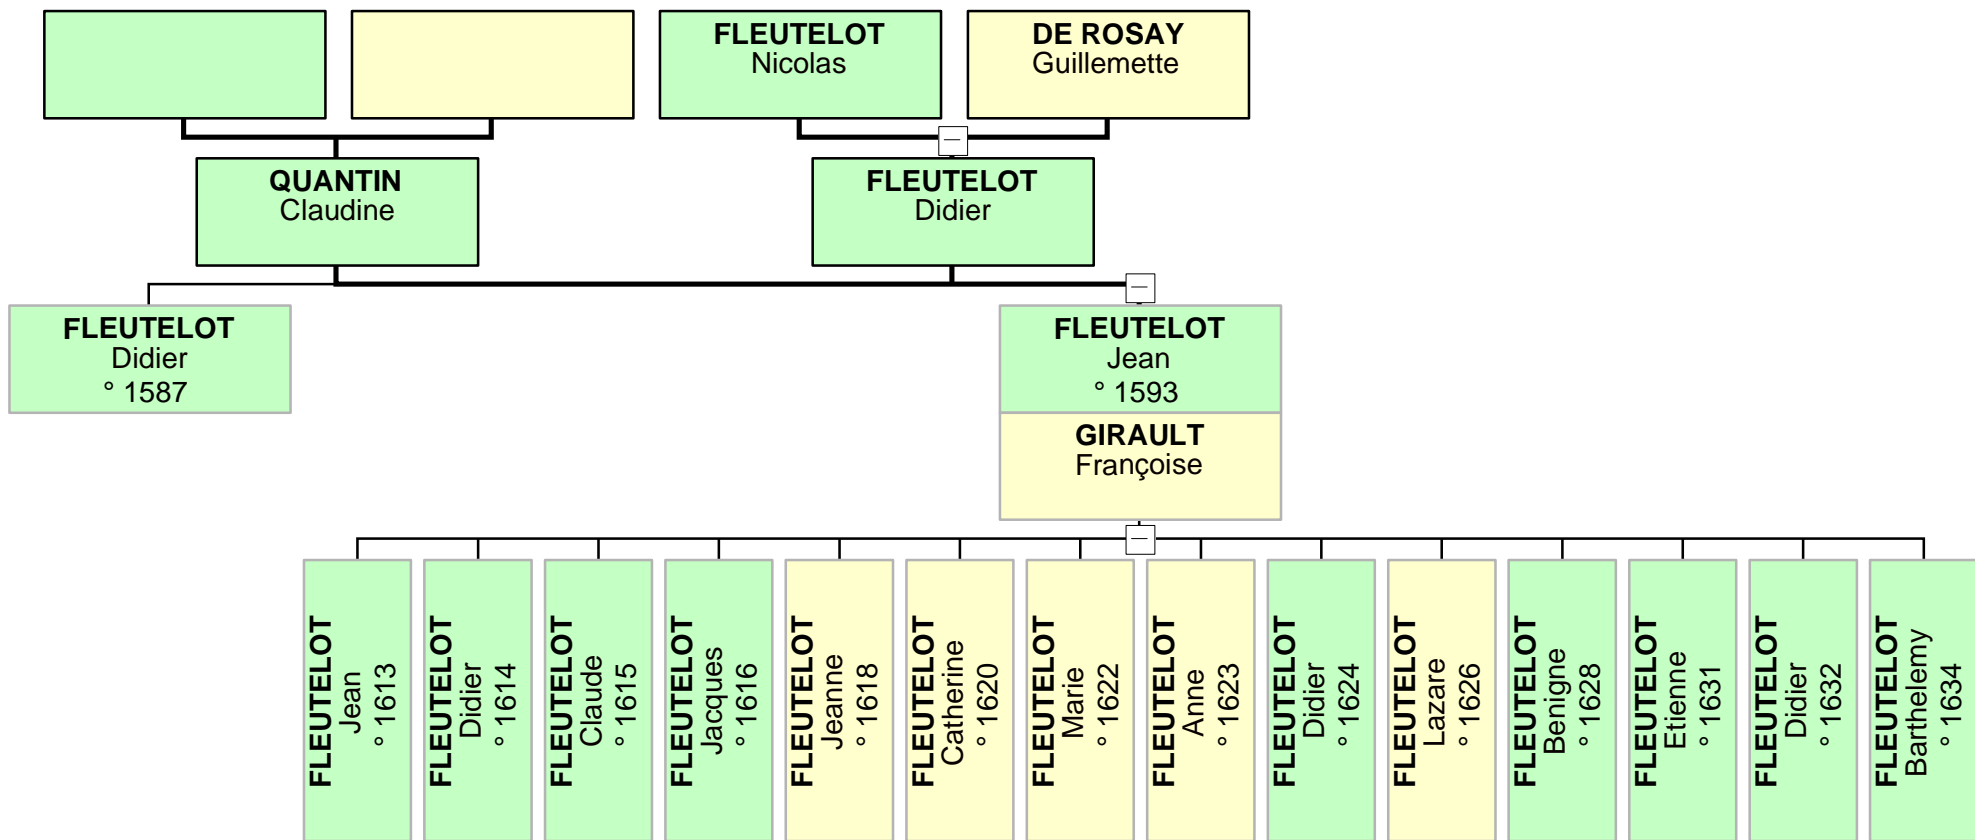 FLEUTELOT
Nicolas
DE ROSAY
Guillemette
QUANTIN
Claudine
FLEUTELOT
Didier
FLEUTELOT
Didier
° 1587
FLEUTELOT
Jean
° 1593
GIRAULT
Françoise
FLEUTELOT
Jean
° 1613
FLEUTELOT
Didier
° 1614
FLEUTELOT
Claude
° 1615
FLEUTELOT
Jacques
° 1616
FLEUTELOT
Jeanne
° 1618
FLEUTELOT
Catherine
° 1620
FLEUTELOT
Marie
° 1622
FLEUTELOT
Anne
° 1623
FLEUTELOT
Didier
° 1624
FLEUTELOT
Lazare
° 1626
FLEUTELOT
Benigne
° 1628
FLEUTELOT
Etienne
° 1631
FLEUTELOT
Didier
° 1632
FLEUTELOT
Barthelemy
° 1634